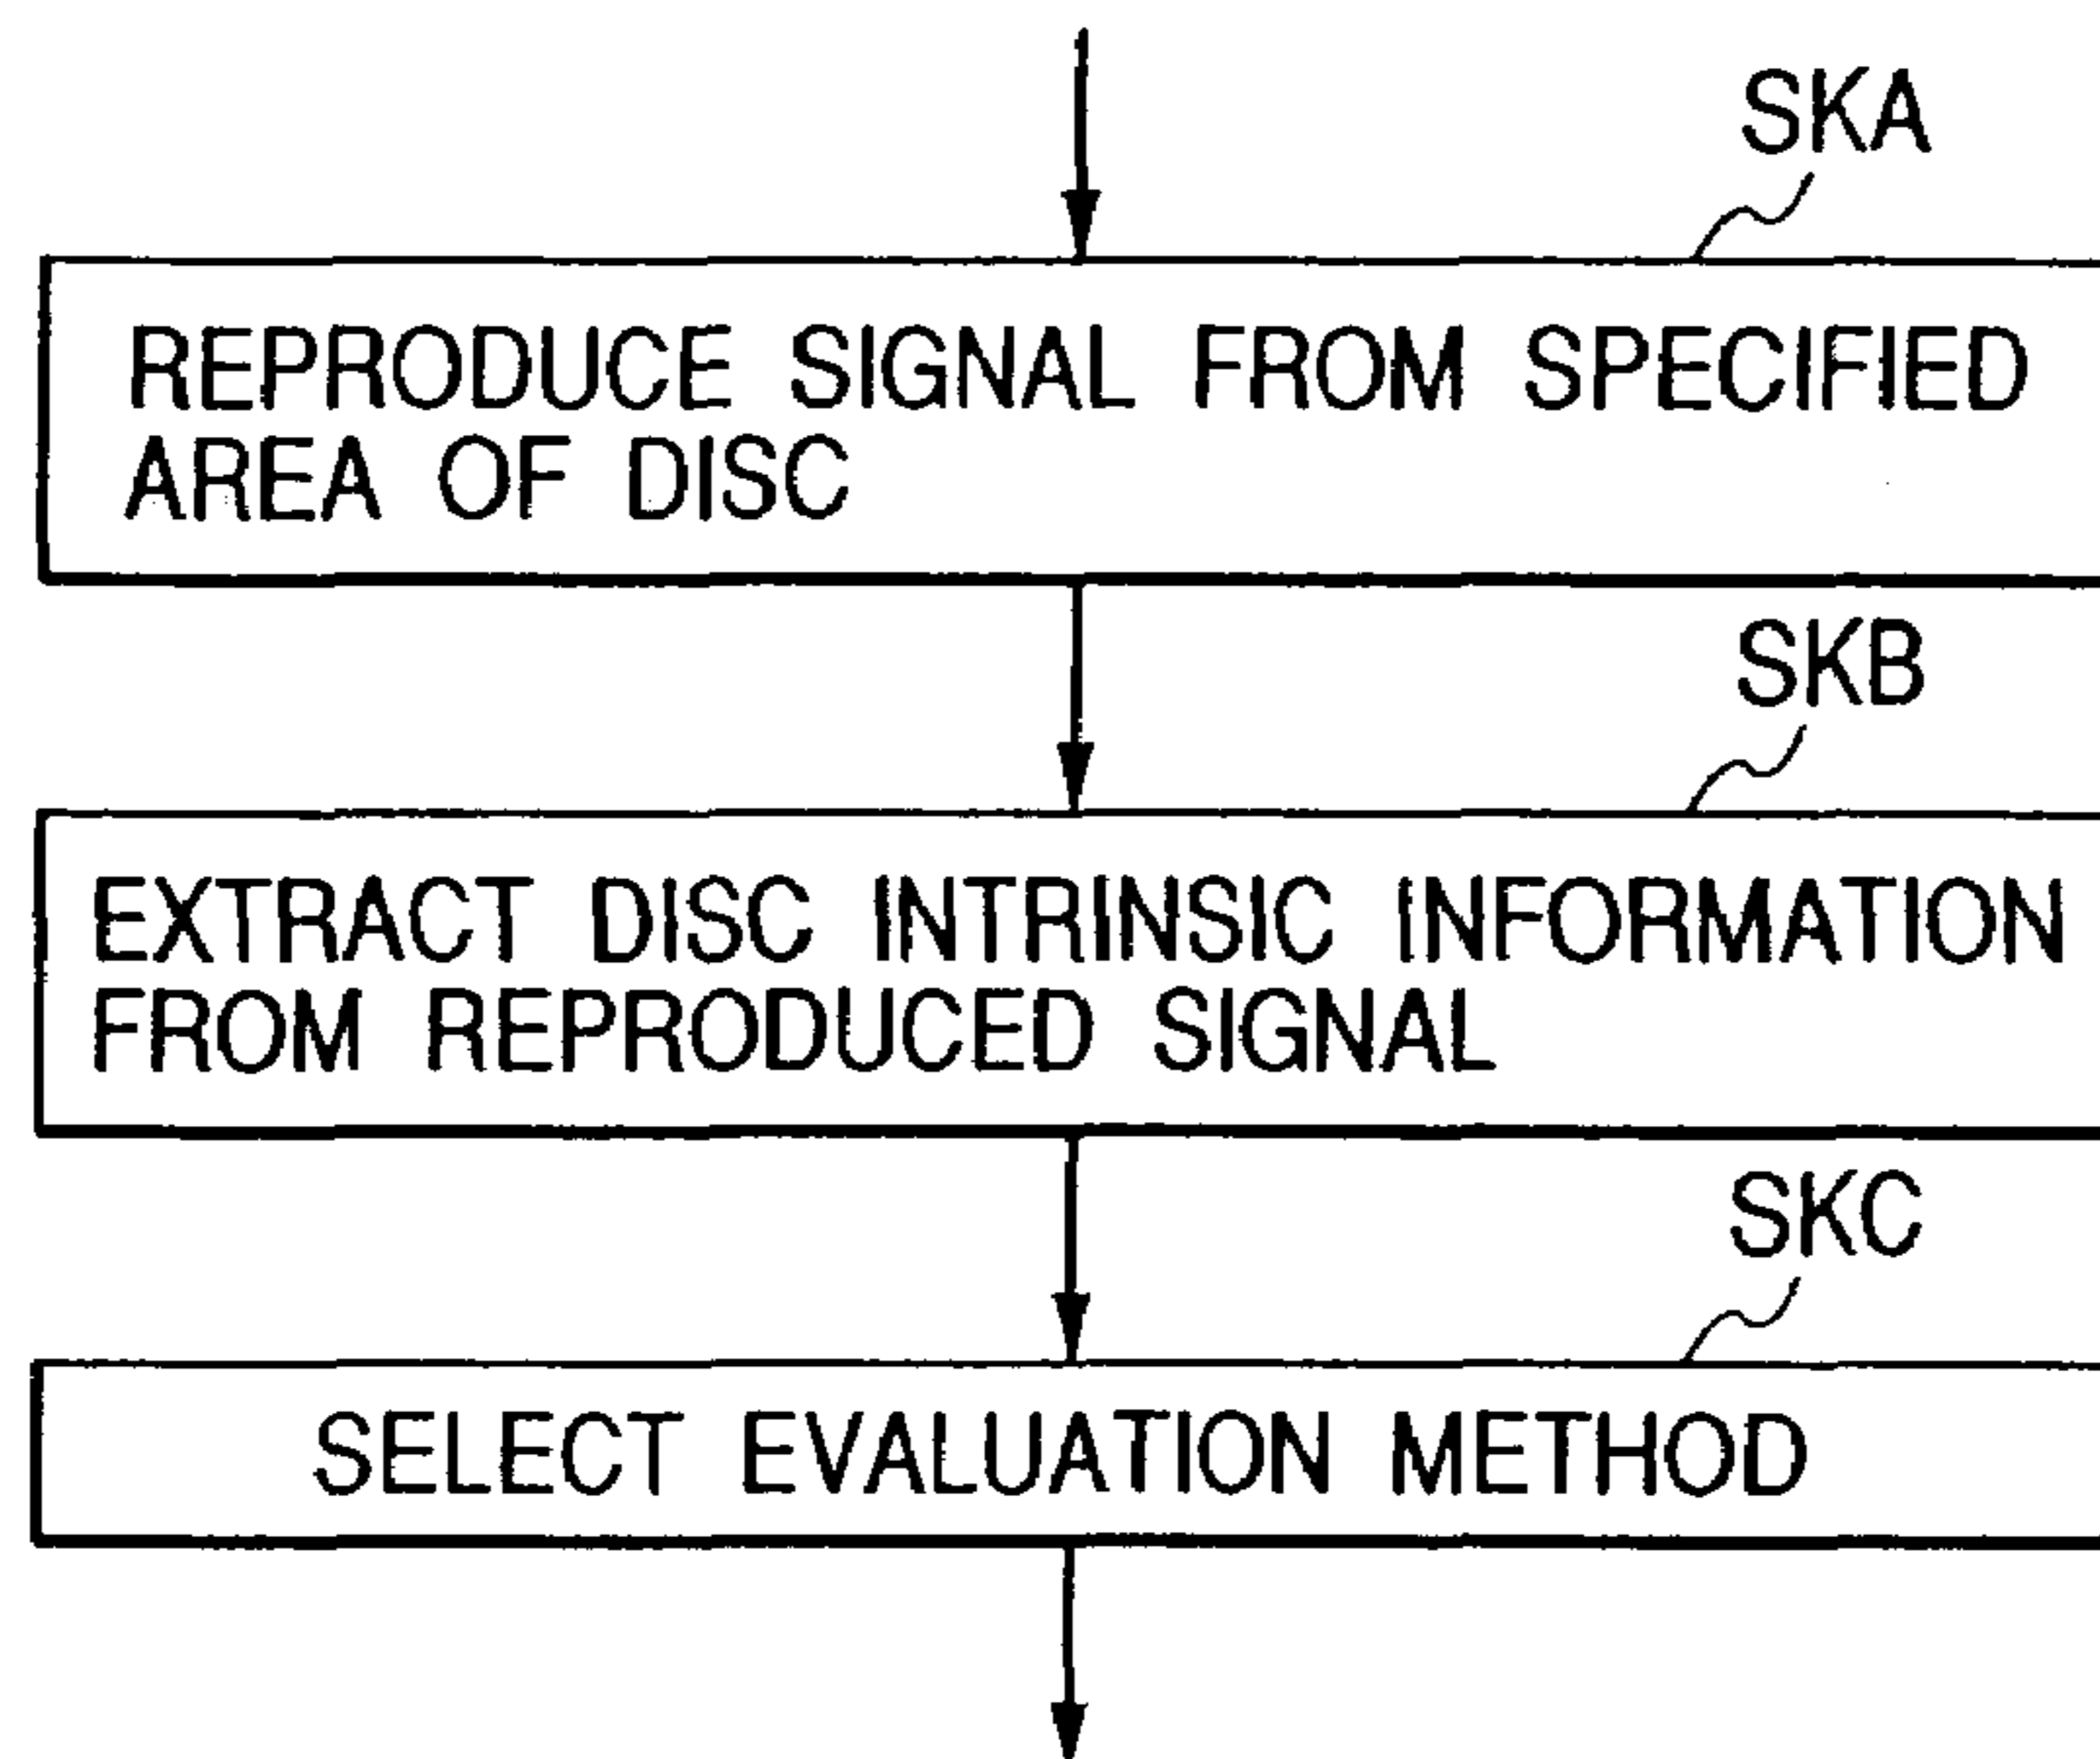 SKA
REPRODUCE SIGNAL FROM SPECIFIED
AREA OF DISC
SKB
EXTRACT DISC INTRINSIC INFORMATION
FROM REPRODUCED SIGNAL
SKC
SELECT EVALUATION METHOD